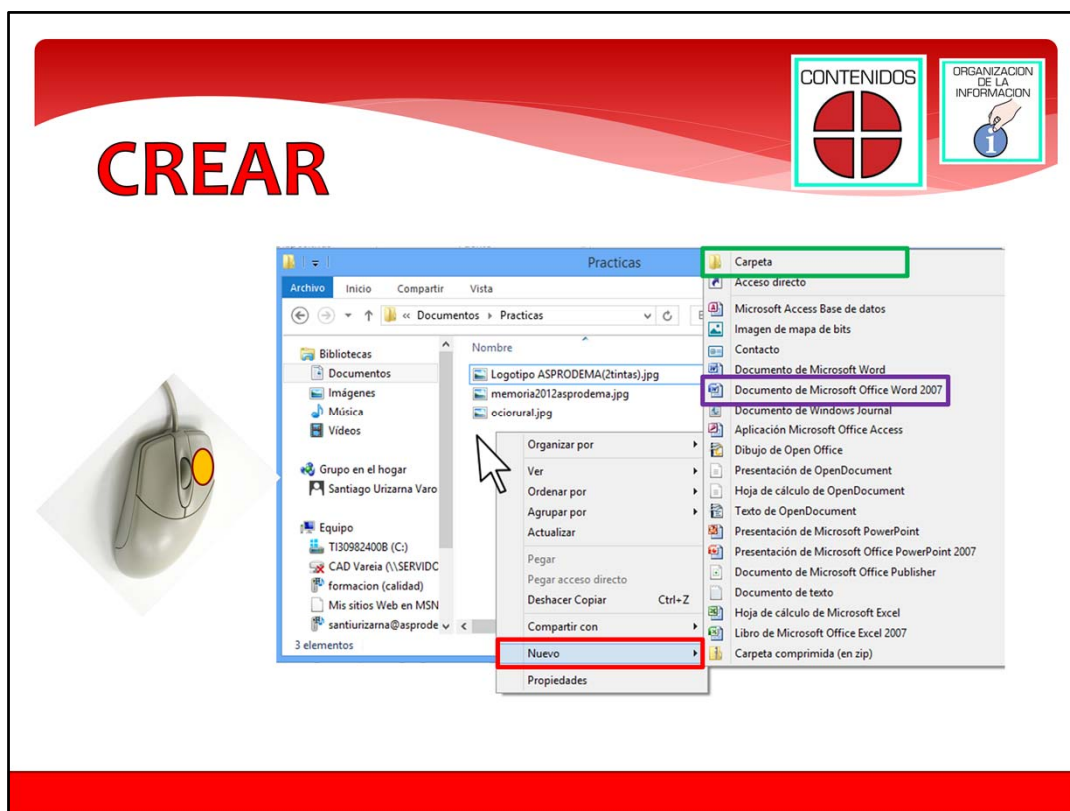 CONTENIDOS
ORGANIZACION
DE LA
INFORMACION
CREAR
Practicas
Archivo Inicio Compartir Vista
« Documentos Practicas
Bibliotecas
Documentos
Imágenes
Música
Vídeos
Grupo en el hogar
Santiago Urizarna Varo
Equipo
TI30982400B (C:)
CAD Vareia (\\SERVIDC
formacion (calidad)
Mis sitios Web en MSN
santiurizarna@asprode
3 elementos
Nombre
Logotipo ASPRODEMA(2tintas).jpg
memoria2012asprodema.jpg
ociorural.jpg
Organizar por
Ver
Ordenar por
Agrupar por
Actualizar
Pegar
Pegar acceso directo
Deshacer Copiar Ctrl+Z
Compartir con
Nuevo
Propiedades
Carpeta
Acceso directo
Microsoft Access Base de datos
Imagen de mapa de bits
Contacto
Documento de Microsoft Word
Documento de Microsoft Office Word 2007
Documento de Windows Journal
Aplicación Microsoft Office Access
Dibujo de Open Office
Presentación de OpenDocument
Hoja de cálculo de OpenDocument
Texto de OpenDocument
Presentación de Microsoft PowerPoint
Presentación de Microsoft Office PowerPoint 2007
Documento de Microsoft Office Publisher
Documento de texto
Hoja de cálculo de Microsoft Excel
Libro de Microsoft Office Excel 2007
Carpeta comprimida (en zip)